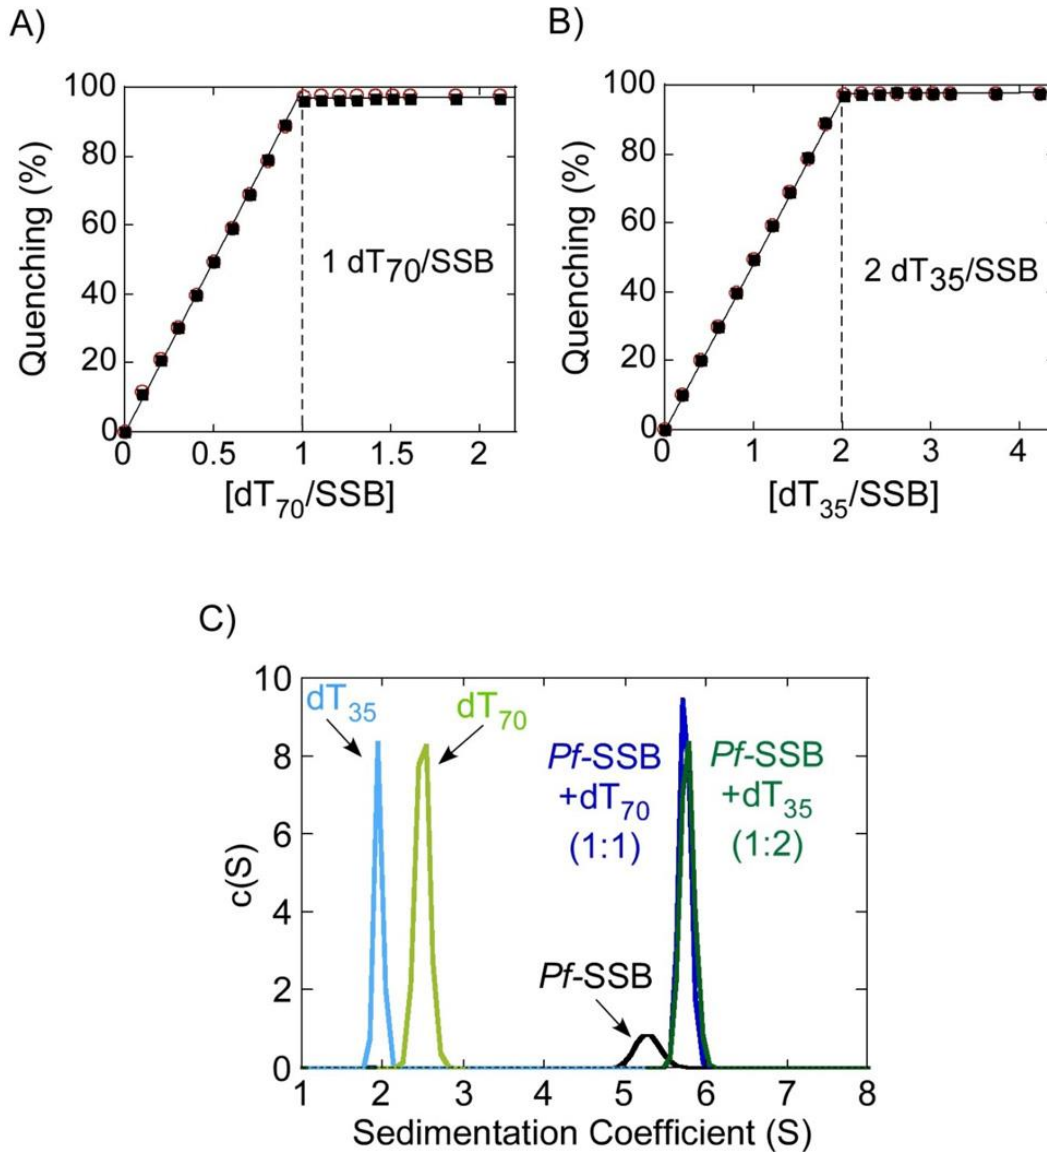 A)
100
80
60
40
20
0
Quenching (%)
1 dT70/SSB
0 0.5 1 1.5 2
[dT70/SSB]
B)
100
80
60
40
20
0
Quenching (%)
2 dT35/SSB
0 1 2 3 4
[dT35/SSB]
C)
10
8
6
4
2
0
c(S)
dT35
dT70
Pf-SSB
+dT70
(1:1)
Pf-SSB
+dT35
(1:2)
Pf-SSB
1 2 3 4 5 6 7 8
Sedimentation Coefficient (S)